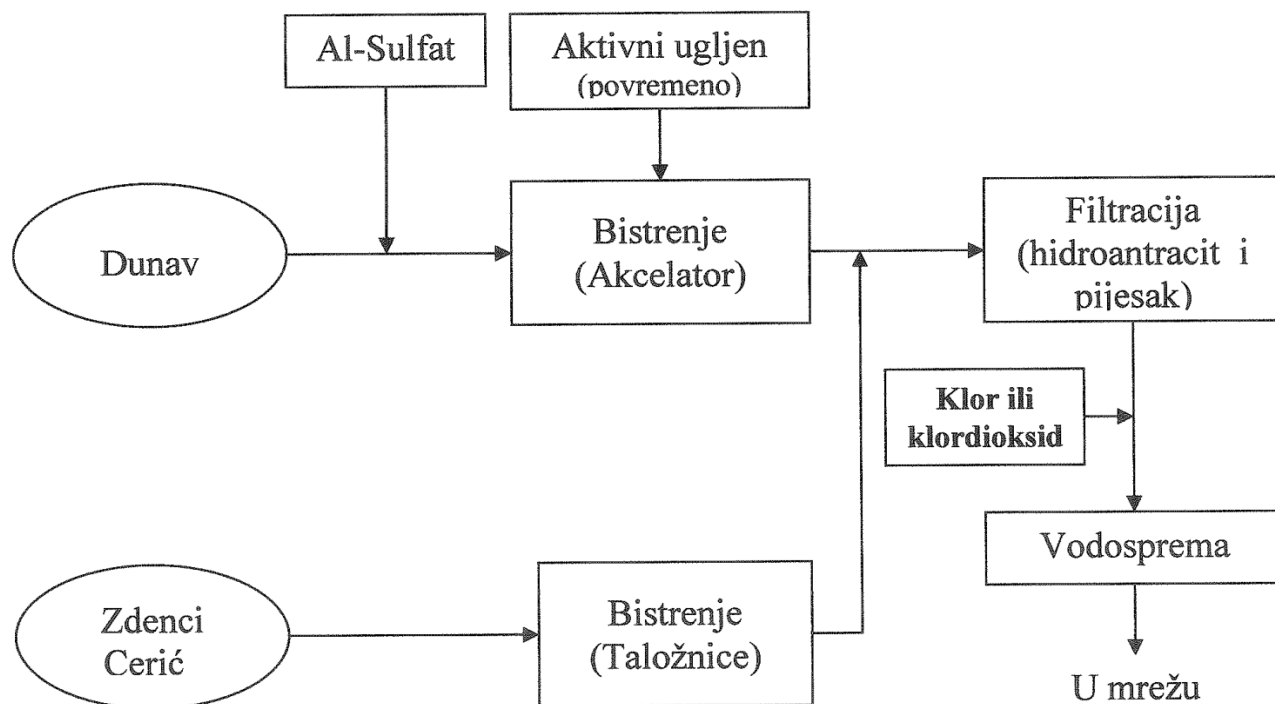 Al-Sulfat
Aktivni ugljen
(povremeno)
Dunav
Bistrenje
(Akcelator)
Filtracija
(hidroantracit i
pijesak)
Klor ili
klordioksid
Vodosprema
Zdenci
Cerić
Bistrenje
(Taložnice)
U mrežu